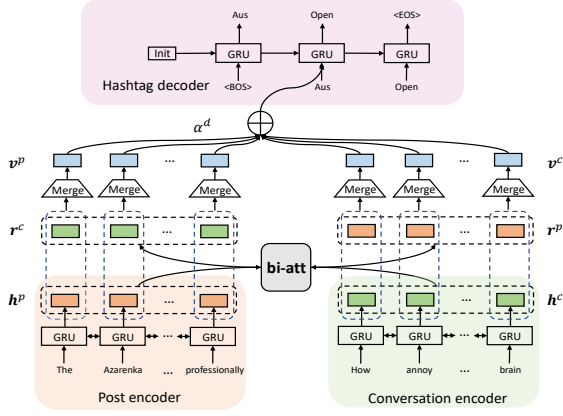 Aus Open <EOS>
Init GRU GRU GRU
Hashtag decoder
<BOS> Aus Open
α^d
v^p ... ... v^c
Merge Merge Merge Merge Merge Merge
r^c ... ... r^p
bi-att
h^p ... ... h^c
GRU GRU ... GRU GRU GRU ... GRU
The Azarenka ... professionally How annoy ... brain
Post encoder Conversation encoder